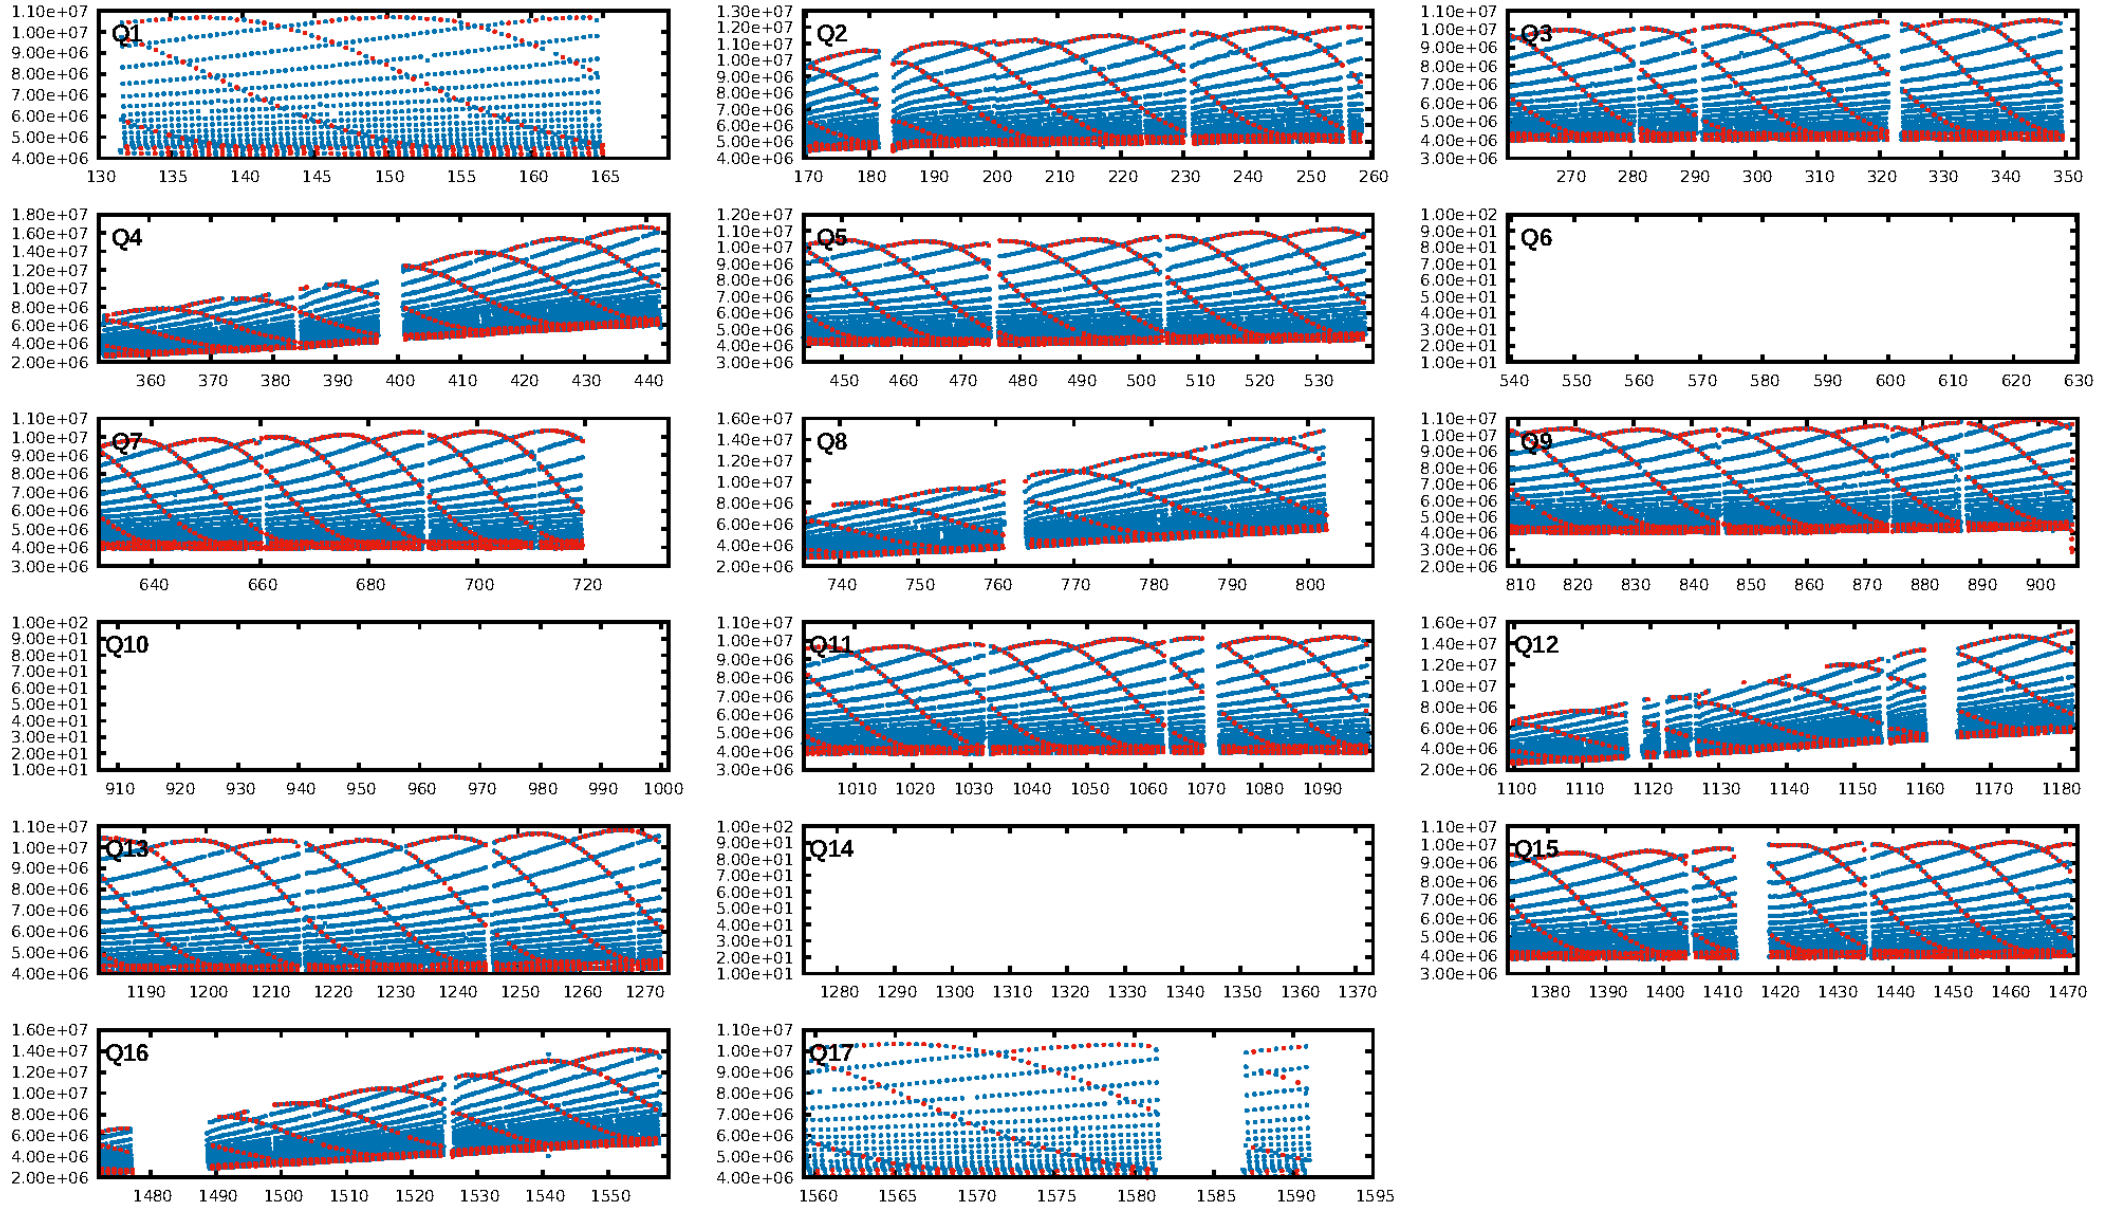 Q1
1.10e+07
1.00e+07
9.00e+06
8.00e+06
7.00e+06
6.00e+06
5.00e+06
4.00e+06
130 135 140 145 150 155 160 165
Q2
1.30e+07
1.20e+07
1.10e+07
1.00e+07
9.00e+06
8.00e+06
7.00e+06
6.00e+06
5.00e+06
4.00e+06
170 180 190 200 210 220 230 240 250 260
Q3
1.10e+07
1.00e+07
9.00e+06
8.00e+06
7.00e+06
6.00e+06
5.00e+06
4.00e+06
3.00e+06
270 280 290 300 310 320 330 340 350
Q4
1.80e+07
1.60e+07
1.40e+07
1.20e+07
1.00e+07
8.00e+06
6.00e+06
4.00e+06
2.00e+06
360 370 380 390 400 410 420 430 440
Q5
1.20e+07
1.10e+07
1.00e+07
9.00e+06
8.00e+06
7.00e+06
6.00e+06
5.00e+06
4.00e+06
3.00e+06
450 460 470 480 490 500 510 520 530
Q6
1.00e+02
9.00e+01
8.00e+01
7.00e+01
6.00e+01
5.00e+01
4.00e+01
3.00e+01
2.00e+01
1.00e+01
540 550 560 570 580 590 600 610 620 630
Q7
1.10e+07
1.00e+07
9.00e+06
8.00e+06
7.00e+06
6.00e+06
5.00e+06
4.00e+06
3.00e+06
640 660 680 700 720
Q8
1.60e+07
1.40e+07
1.20e+07
1.00e+07
8.00e+06
6.00e+06
4.00e+06
2.00e+06
740 750 760 770 780 790 800
Q9
1.10e+07
1.00e+07
9.00e+06
8.00e+06
7.00e+06
6.00e+06
5.00e+06
4.00e+06
3.00e+06
2.00e+06
810 820 830 840 850 860 870 880 890 900
Q10
1.00e+02
9.00e+01
8.00e+01
7.00e+01
6.00e+01
5.00e+01
4.00e+01
3.00e+01
2.00e+01
1.00e+01
910 920 930 940 950 960 970 980 990 1000
Q11
1.10e+07
1.00e+07
9.00e+06
8.00e+06
7.00e+06
6.00e+06
5.00e+06
4.00e+06
3.00e+06
1010 1020 1030 1040 1050 1060 1070 1080 1090
Q12
1.60e+07
1.40e+07
1.20e+07
1.00e+07
8.00e+06
6.00e+06
4.00e+06
2.00e+06
1100 1110 1120 1130 1140 1150 1160 1170 1180
Q13
1.10e+07
1.00e+07
9.00e+06
8.00e+06
7.00e+06
6.00e+06
5.00e+06
4.00e+06
1190 1200 1210 1220 1230 1240 1250 1260 1270
Q14
1.00e+02
9.00e+01
8.00e+01
7.00e+01
6.00e+01
5.00e+01
4.00e+01
3.00e+01
2.00e+01
1.00e+01
1280 1290 1300 1310 1320 1330 1340 1350 1360 1370
Q15
1.10e+07
1.00e+07
9.00e+06
8.00e+06
7.00e+06
6.00e+06
5.00e+06
4.00e+06
3.00e+06
1380 1390 1400 1410 1420 1430 1440 1450 1460 1470
Q16
1.60e+07
1.40e+07
1.20e+07
1.00e+07
8.00e+06
6.00e+06
4.00e+06
2.00e+06
1480 1490 1500 1510 1520 1530 1540 1550
Q17
1.10e+07
1.00e+07
9.00e+06
8.00e+06
7.00e+06
6.00e+06
5.00e+06
4.00e+06
1560 1565 1570 1575 1580 1585 1590 1595